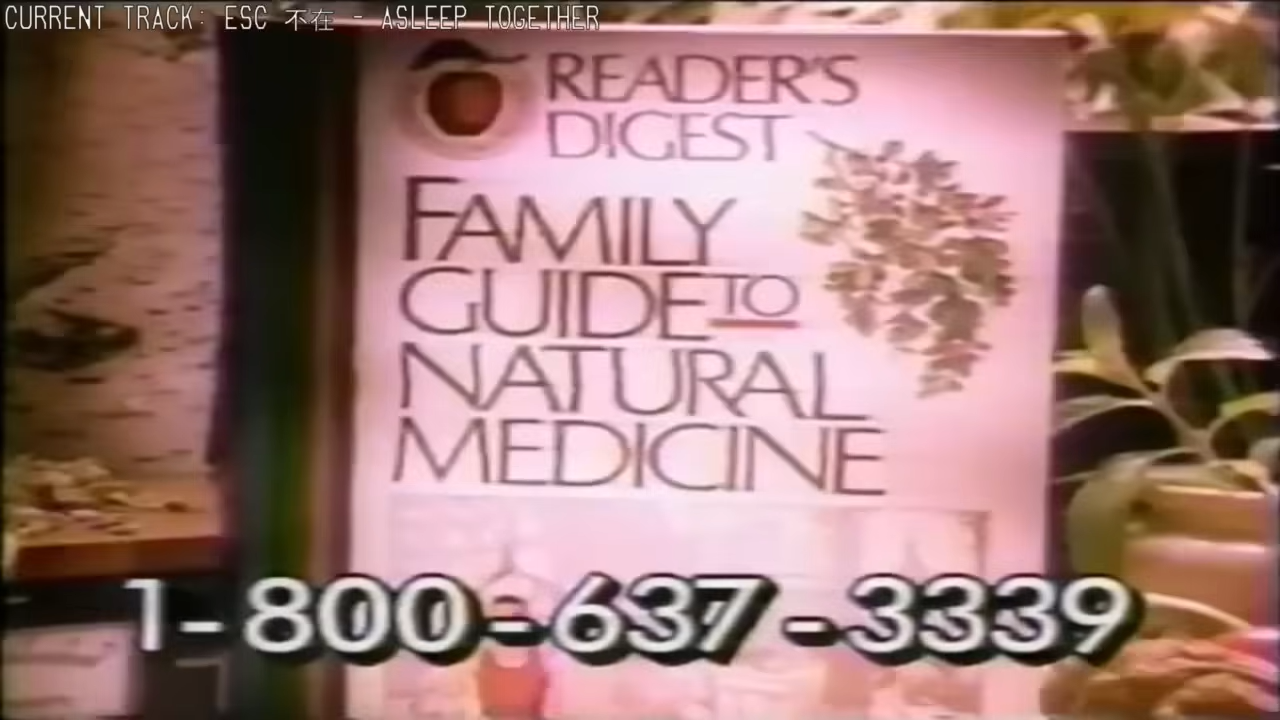 CURRENT TRACK: ESC 不在 - ASLEEP TOGETHER
READER'S
DIGEST
FAMILY
GUIDE TO
NATURAL
MEDICINE
1-800-637-3339